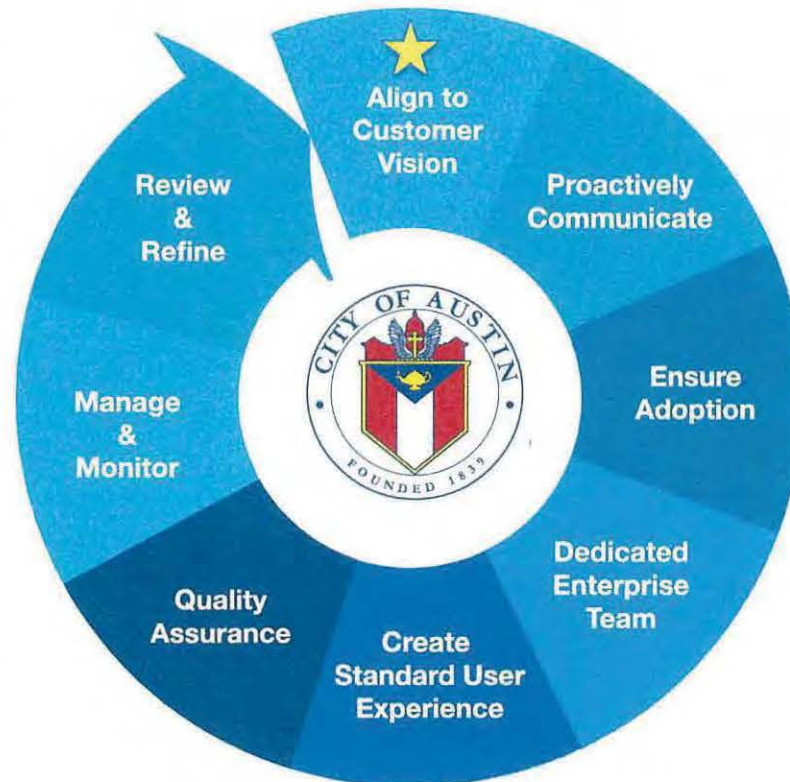 Align to
Customer
Vision
Proactively
Communicate
Ensure
Adoption
Dedicated
Enterprise
Team
Create
Standard User
Experience
Quality
Assurance
Manage
&
Monitor
Review
&
Refine
CITY OF AUSTIN
FOUNDED 1839